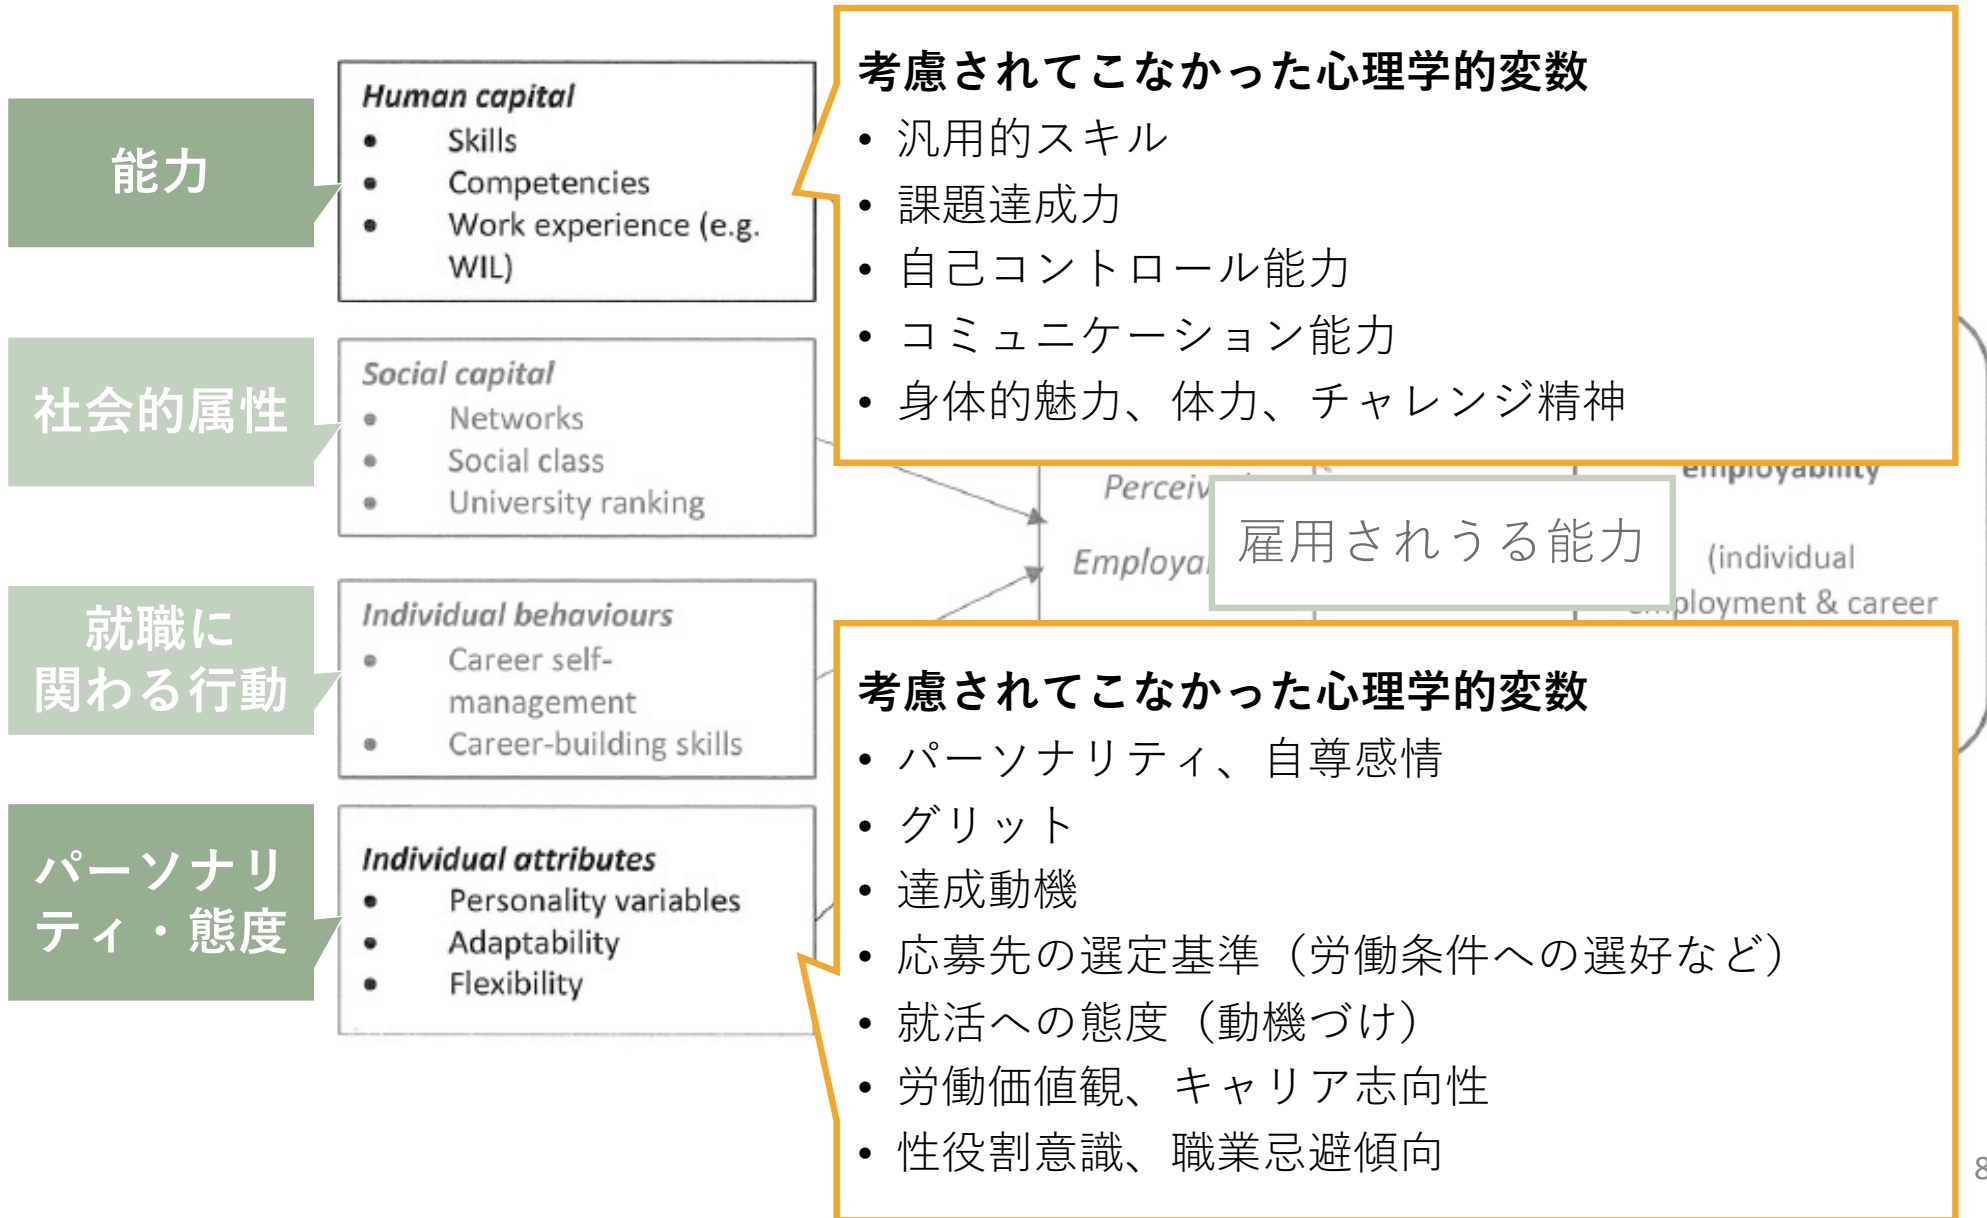 能力
Human capital
• Skills
• Competencies
• Work experience (e.g.
WIL)
考慮されてこなかった心理学的変数
• 汎用的スキル
• 課題達成力
• 自己コントロール能力
• コミュニケーション能力
• 身体的魅力、体力、チャレンジ精神
社会的属性
Social capital
• Networks
• Social class
• University ranking
employability
雇用されうる能力
(individual
& career
就職に
関わる行動
Individual behaviours
• Career self-
management
• Career-building skills
パーソナリ
ティ・態度
Individual attributes
• Personality variables
• Adaptability
• Flexibility
考慮されてこなかった心理学的変数
• パーソナリティ、自尊感情
• グリット
• 達成動機
• 応募先の選定基準（労働条件への選好など）
• 就活への態度（動機づけ）
• 労働価値観、キャリア志向性
• 性役割意識、職業忌避傾向
8